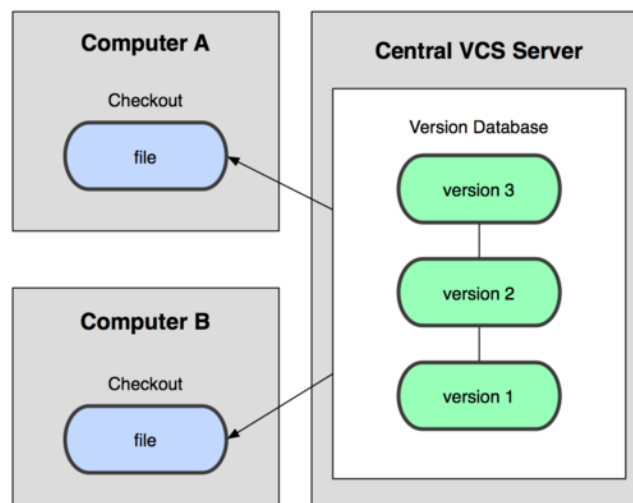 Computer A
Checkout
file
Computer B
Checkout
file
Central VCS Server
Version Database
version 3
version 2
version 1